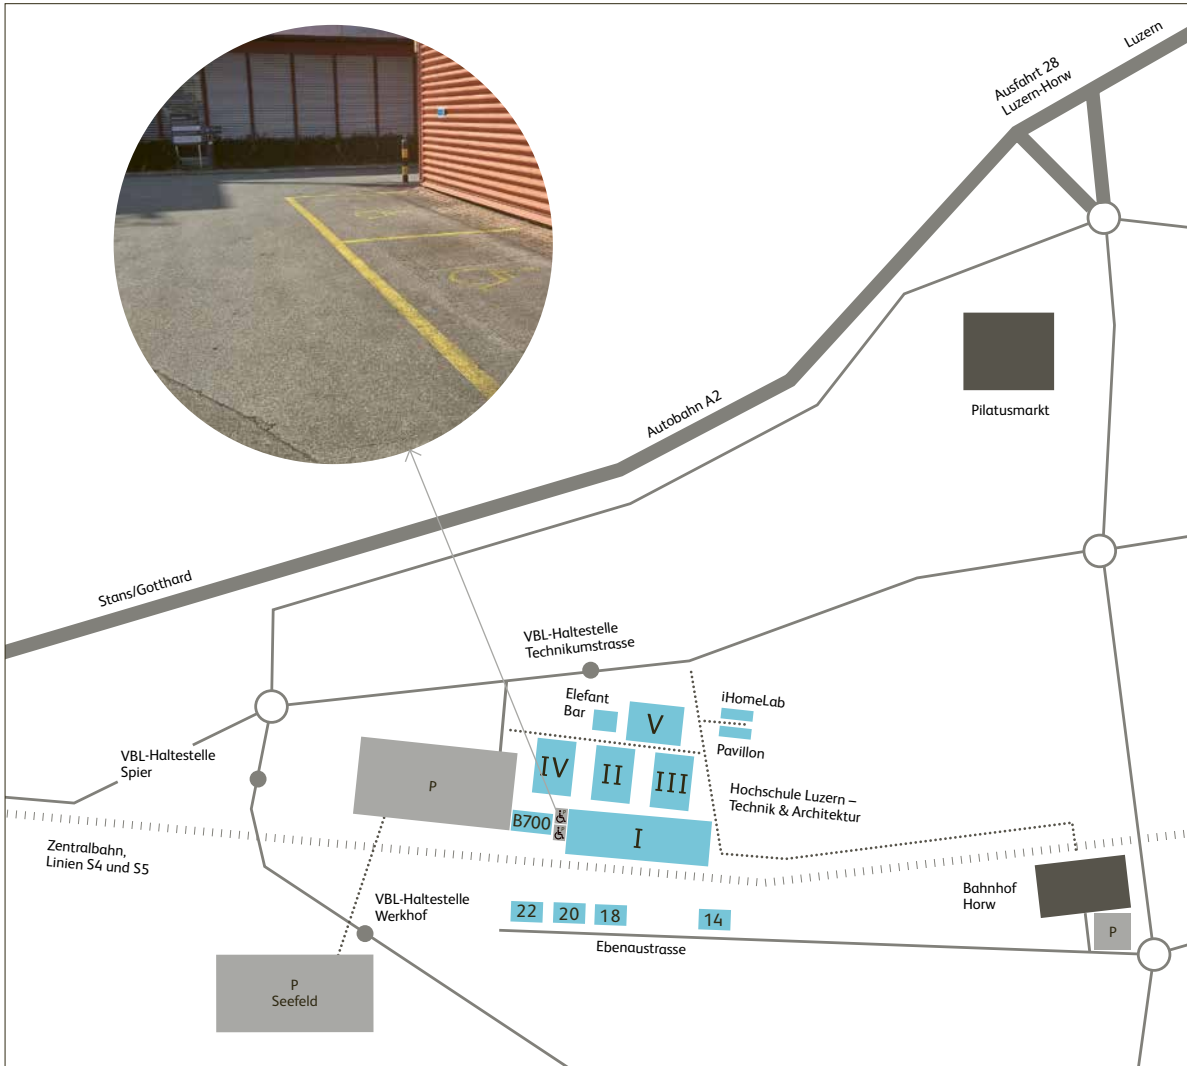 Luzern
Ausfahrt 28
Luzern-Horw
Pilatusmarkt
Autobahn A2
Stans/Gotthard
VBL-Haltestelle
Technikumstrasse
Elefant
Bar
V
iHomeLab
Pavillon
VBL-Haltestelle
Spier
P
IV
II
III
Hochschule Luzern –
Technik & Architektur
B700
I
Zentralbahn,
Linien S4 und S5
Bahnhof
Horw
P
VBL-Haltestelle
Werkhof
22
20
18
14
Ebenaustrasse
P
Seefeld